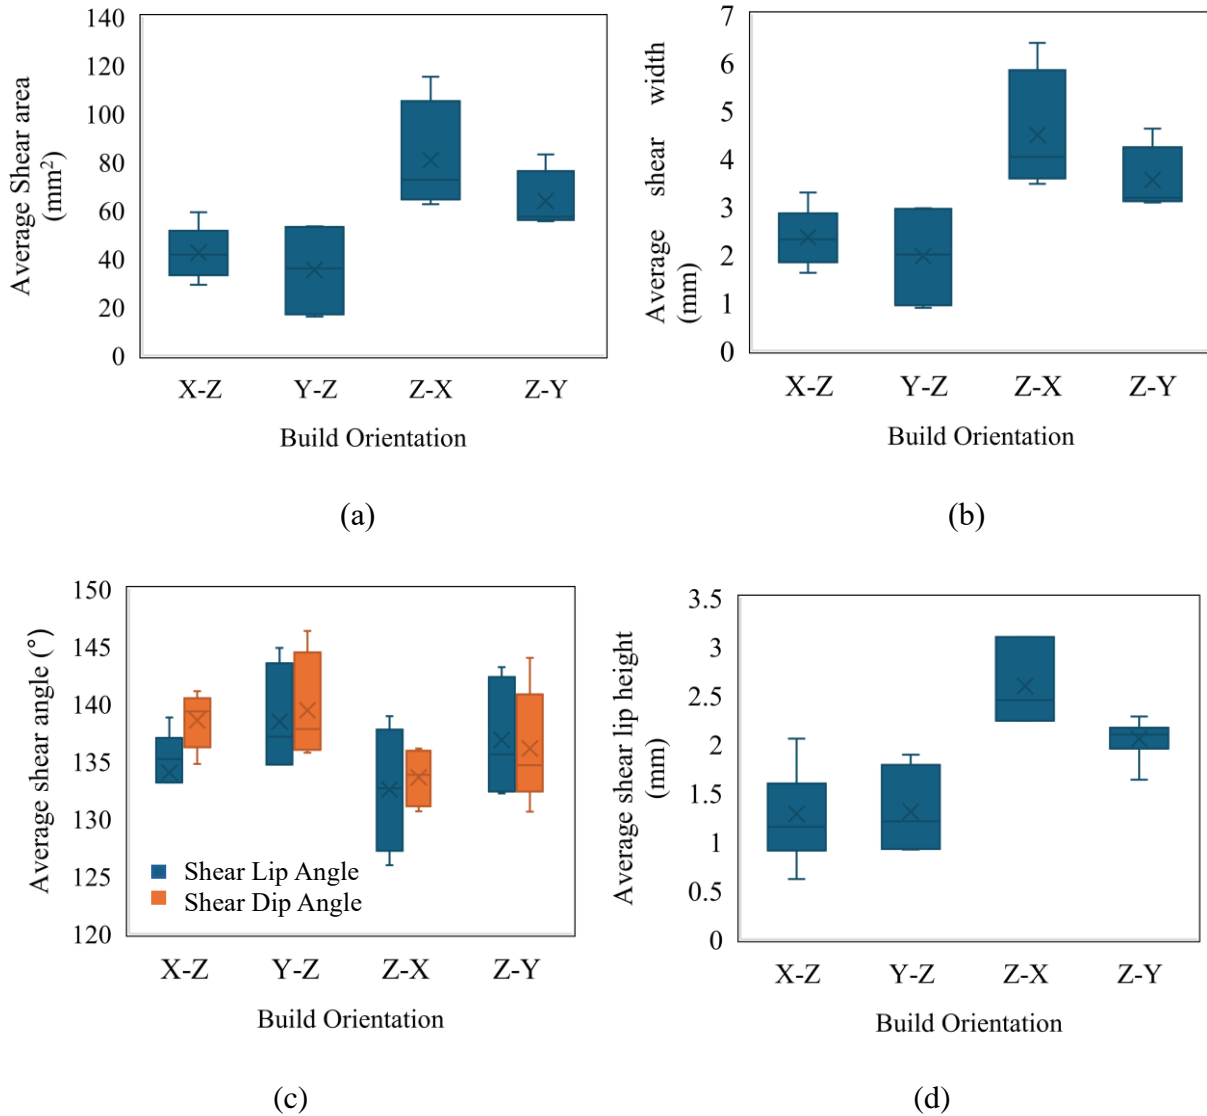 140
120
100
80
60
40
20
0
Average Shear area
(mm²)
X-Z Y-Z Z-X Z-Y
Build Orientation
(a)
7
6
5
4
3
2
1
0
Average shear width
(mm)
X-Z Y-Z Z-X Z-Y
Build Orientation
(b)
150
145
140
135
130
125
120
Average shear angle (°)
Shear Lip Angle
Shear Dip Angle
X-Z Y-Z Z-X Z-Y
Build Orientation
(c)
3.5
3
2.5
2
1.5
1
0.5
0
Average shear lip height
(mm)
X-Z Y-Z Z-X Z-Y
Build Orientation
(d)